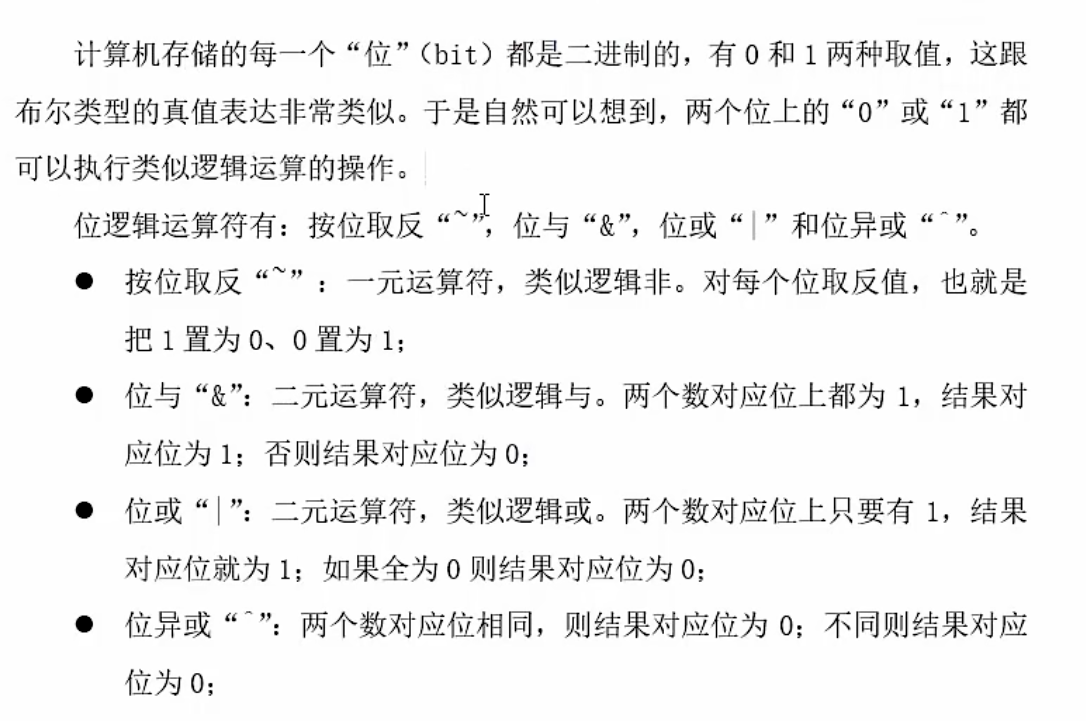 计算机存储的每一个“位”（bit）都是二进制的，有 0 和 1 两种取值，这跟
布尔类型的真值表达非常类似。于是自然可以想到，两个位上的“0”或“1”都
可以执行类似逻辑运算的操作。
位逻辑运算符有：按位取反“~”，位与“&”，位或“|”和位异或“^”。
● 按位取反“~”：一元运算符，类似逻辑非。对每个位取反值，也就是
把 1 置为 0、0 置为 1；
● 位与“&”：二元运算符，类似逻辑与。两个数对应位上都为 1，结果对
应位为 1；否则结果对应位为 0；
● 位或“|”：二元运算符，类似逻辑或。两个数对应位上只要有 1，结果
对应位就为 1；如果全为 0 则结果对应位为 0；
● 位异或“^”：两个数对应位相同，则结果对应位为 0；不同则结果对应
位为 0；